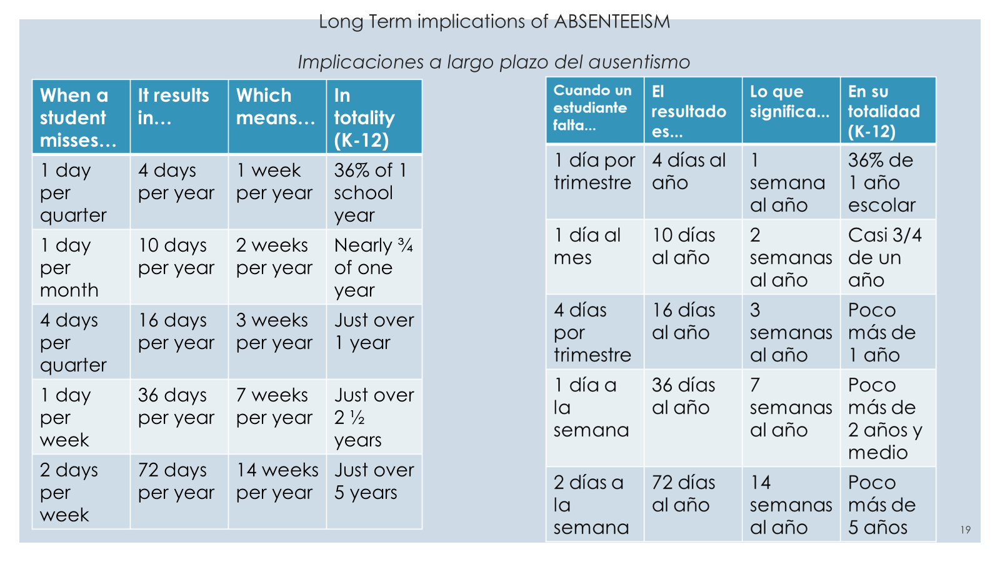 Long Term implications of ABSENTEEISM
Implicaciones a largo plazo del ausentismo
When a
student
misses…
It results
in…
Which
means…
In
totality
(K-12)
1 day
per
quarter
4 days
per year
1 week
per year
36% of 1
school
year
1 day
per
month
10 days
per year
2 weeks
per year
Nearly ¾
of one
year
4 days
per
quarter
16 days
per year
3 weeks
per year
Just over
1 year
1 day
per
week
36 days
per year
7 weeks
per year
Just over
2 ½
years
2 days
per
week
72 days
per year
14 weeks
per year
Just over
5 years
Cuando un
estudiante
falta...
El
resultado
es...
Lo que
significa...
En su
totalidad
(K-12)
1 día por
trimestre
4 días al
año
1
semana
al año
36% de
1 año
escolar
1 día al
mes
10 días
al año
2
semanas
al año
Casi 3/4
de un
año
4 días
por
trimestre
16 días
al año
3
semanas
al año
Poco
más de
1 año
1 día a
la
semana
36 días
al año
7
semanas
al año
Poco
más de
2 años y
medio
2 días a
la
semana
72 días
al año
14
semanas
al año
Poco
más de
5 años
19